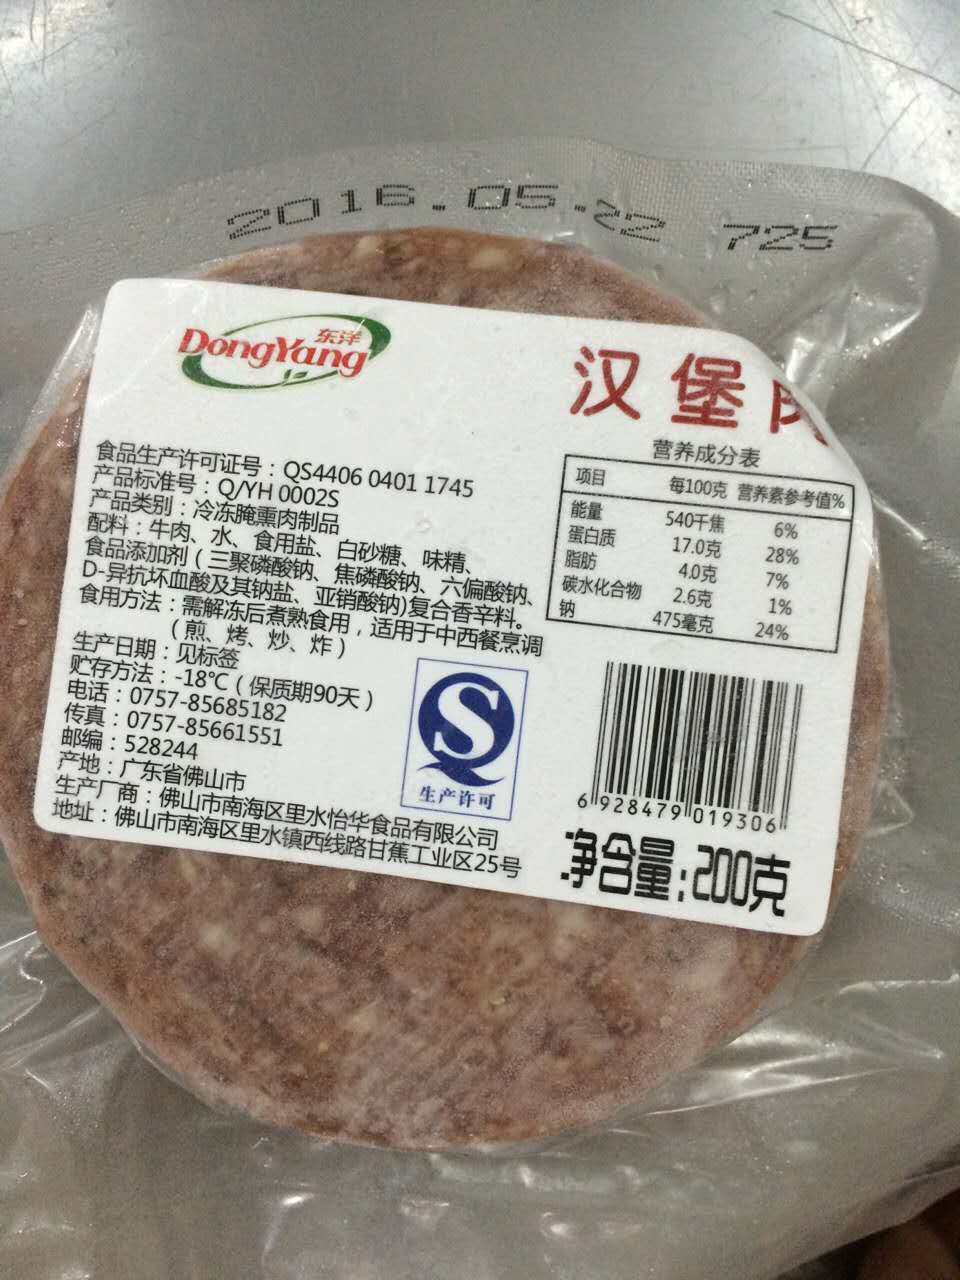 2016.05.22 725
东洋
DongYang
汉堡肉
食品生产许可证号：QS4406 0401 1745
产品标准号：Q/YH 0002S
产品类别：冷冻腌熏肉制品
配料：牛肉、水、食用盐、白砂糖、味精、
食品添加剂（三聚磷酸钠、焦磷酸钠、六偏酸钠、
D-异抗坏血酸及其钠盐、亚销酸钠)复合香辛料。
食用方法：需解冻后煮熟食用，适用于中西餐烹调
（煎、烤、炒、炸）
生产日期：见标签
贮存方法：-18℃（保质期90天）
电话：0757-85685182
传真：0757-85661551
邮编：528244
产地：广东省佛山市
生产厂商：佛山市南海区里水怡华食品有限公司
地址：佛山市南海区里水镇西线路甘蕉工业区25号
生产许可
营养成分表
项目 每100克 营养素参考值%
能量 540千焦 6%
蛋白质 17.0克 28%
脂肪 4.0克 7%
碳水化合物 2.6克 1%
钠 475毫克 24%
6 928479 019306
净含量:200克